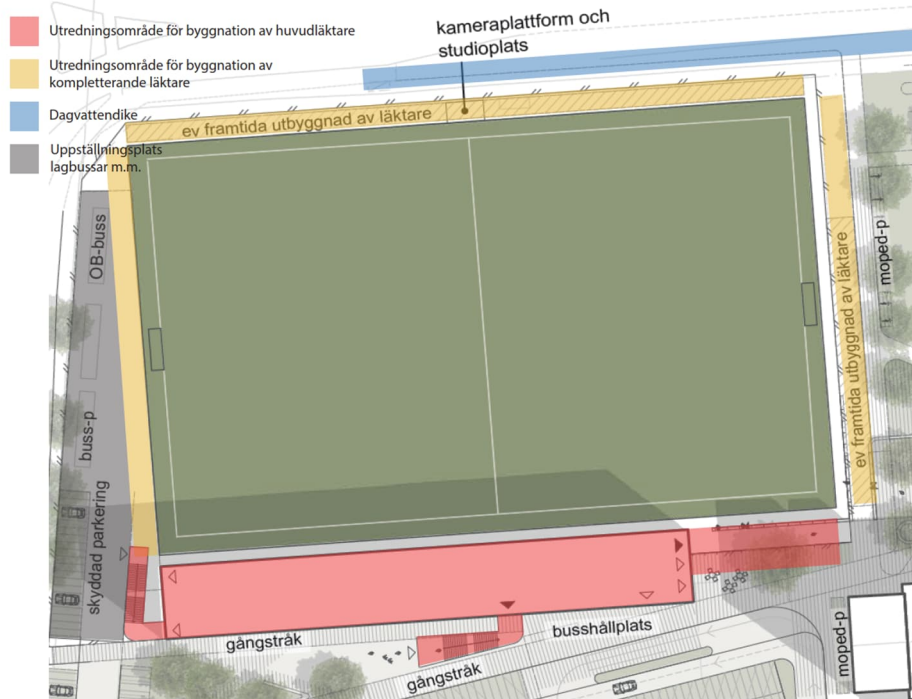 Utredningsområde för byggnation av huvudläktare
Utredningsområde för byggnation av
kompletterande läktare
Dagvattendike
Uppställningsplats
lagbussar m.m.
kameraplattform och
studioplats
ev framtida utbyggnad av läktare
OB-buss
buss-p
skyddad parkering
moped-p
ev framtida utbyggnad av läktare
gångstråk
busshållplats
gångstråk
moped-p